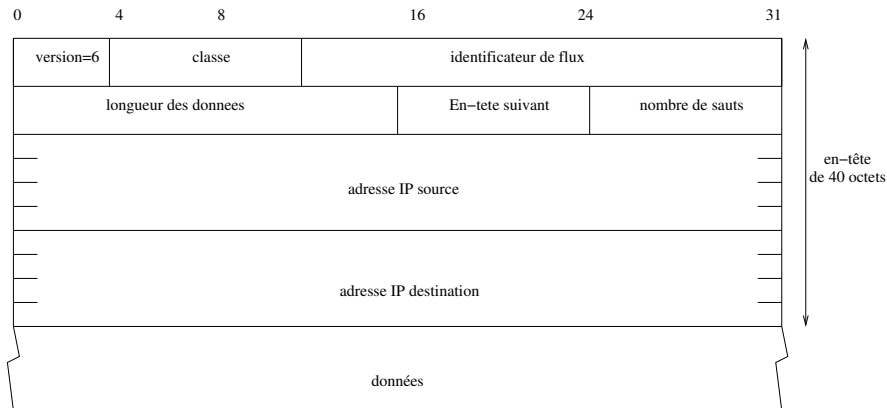 0 4 8 16 24 31
version=6 classe identificateur de flux
longueur des donnees En−tete suivant nombre de sauts
en−tête
de 40 octets
adresse IP source
adresse IP destination
données